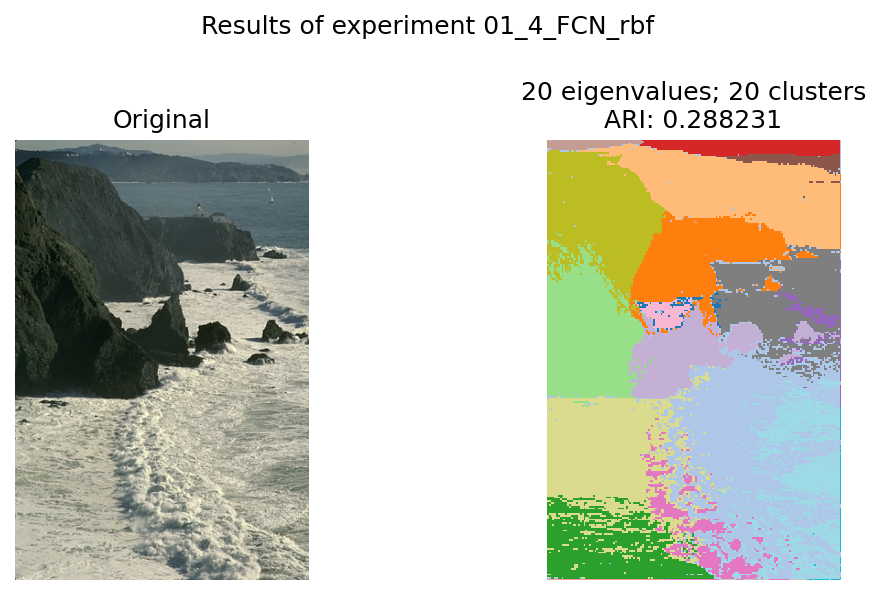 Results of experiment 01_4_FCN_rbf
Original
20 eigenvalues; 20 clusters
ARI: 0.288231